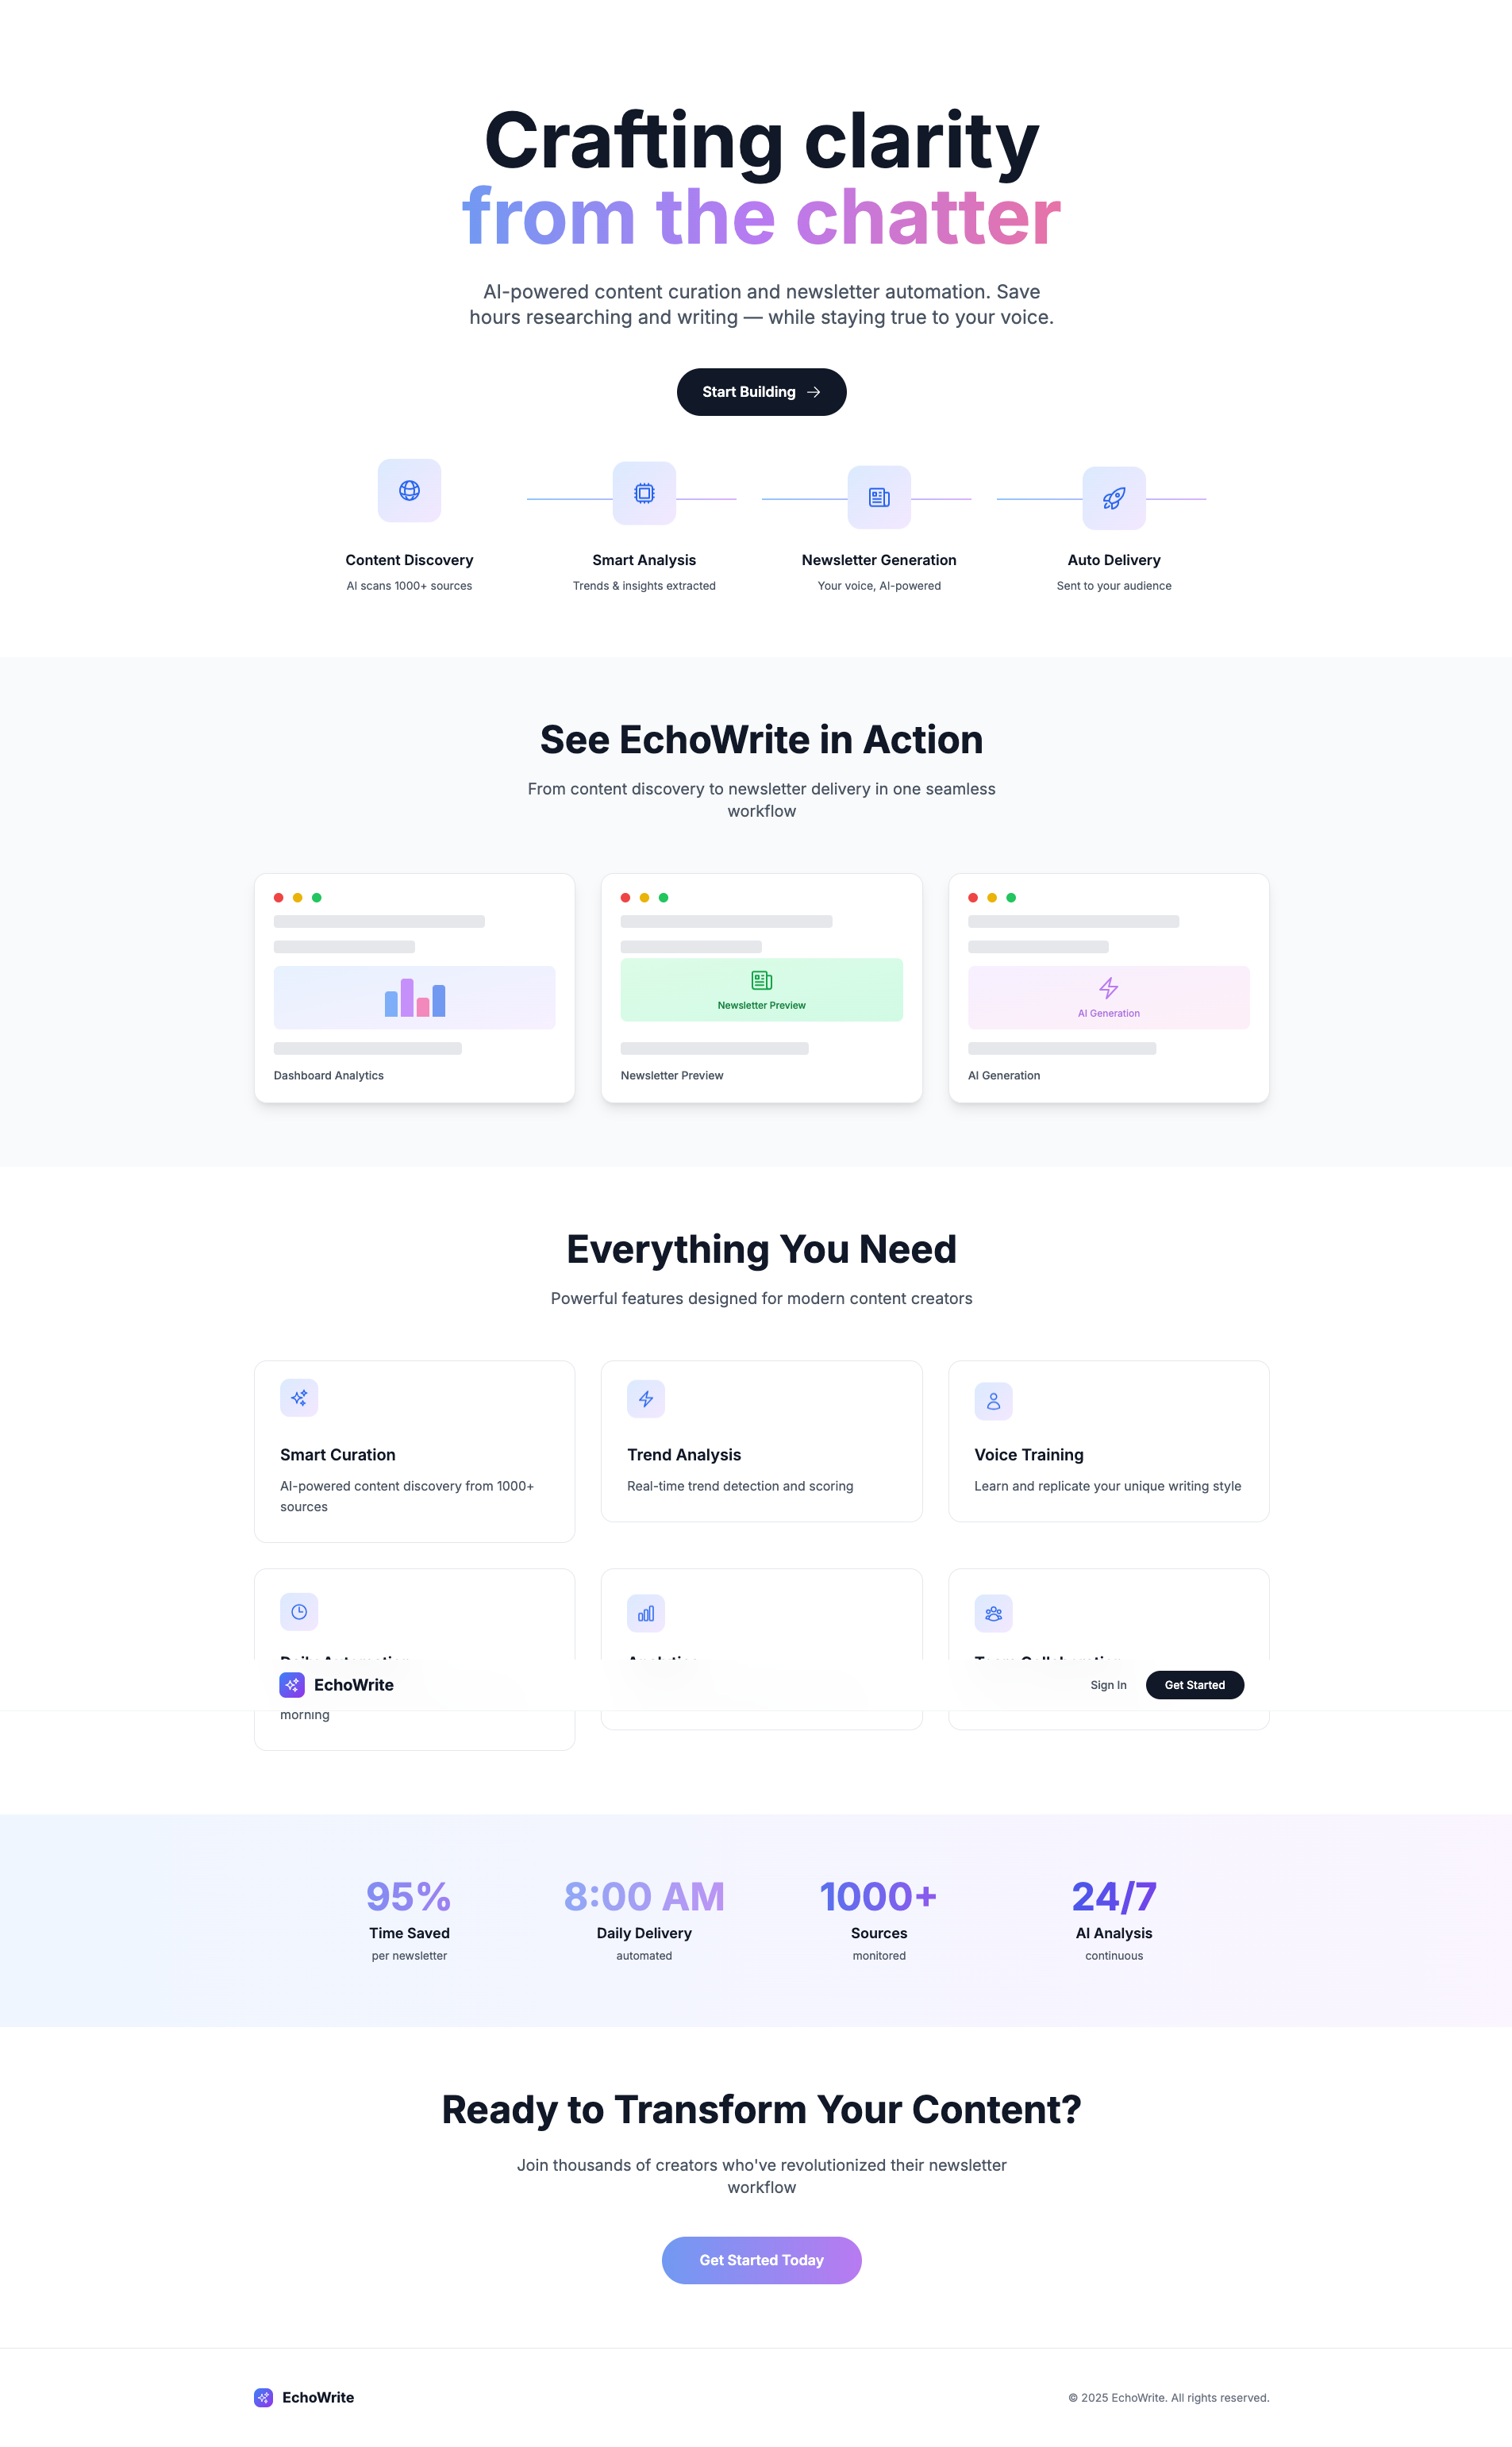 Crafting clarity
from the chatter
AI-powered content curation and newsletter automation. Save
hours researching and writing — while staying true to your voice.
Start Building
Content Discovery
AI scans 1000+ sources
Smart Analysis
Trends & insights extracted
Newsletter Generation
Your voice, AI-powered
Auto Delivery
Sent to your audience
See EchoWrite in Action
From content discovery to newsletter delivery in one seamless
workflow
Dashboard Analytics
Newsletter Preview
Newsletter Preview
AI Generation
AI Generation
Everything You Need
Powerful features designed for modern content creators
Smart Curation
AI-powered content discovery from 1000+
sources
Trend Analysis
Real-time trend detection and scoring
Voice Training
Learn and replicate your unique writing style
EchoWrite
Sign In
Get Started
morning
95%
Time Saved
per newsletter
8:00 AM
Daily Delivery
automated
1000+
Sources
monitored
24/7
AI Analysis
continuous
Ready to Transform Your Content?
Join thousands of creators who've revolutionized their newsletter
workflow
Get Started Today
EchoWrite
© 2025 EchoWrite. All rights reserved.